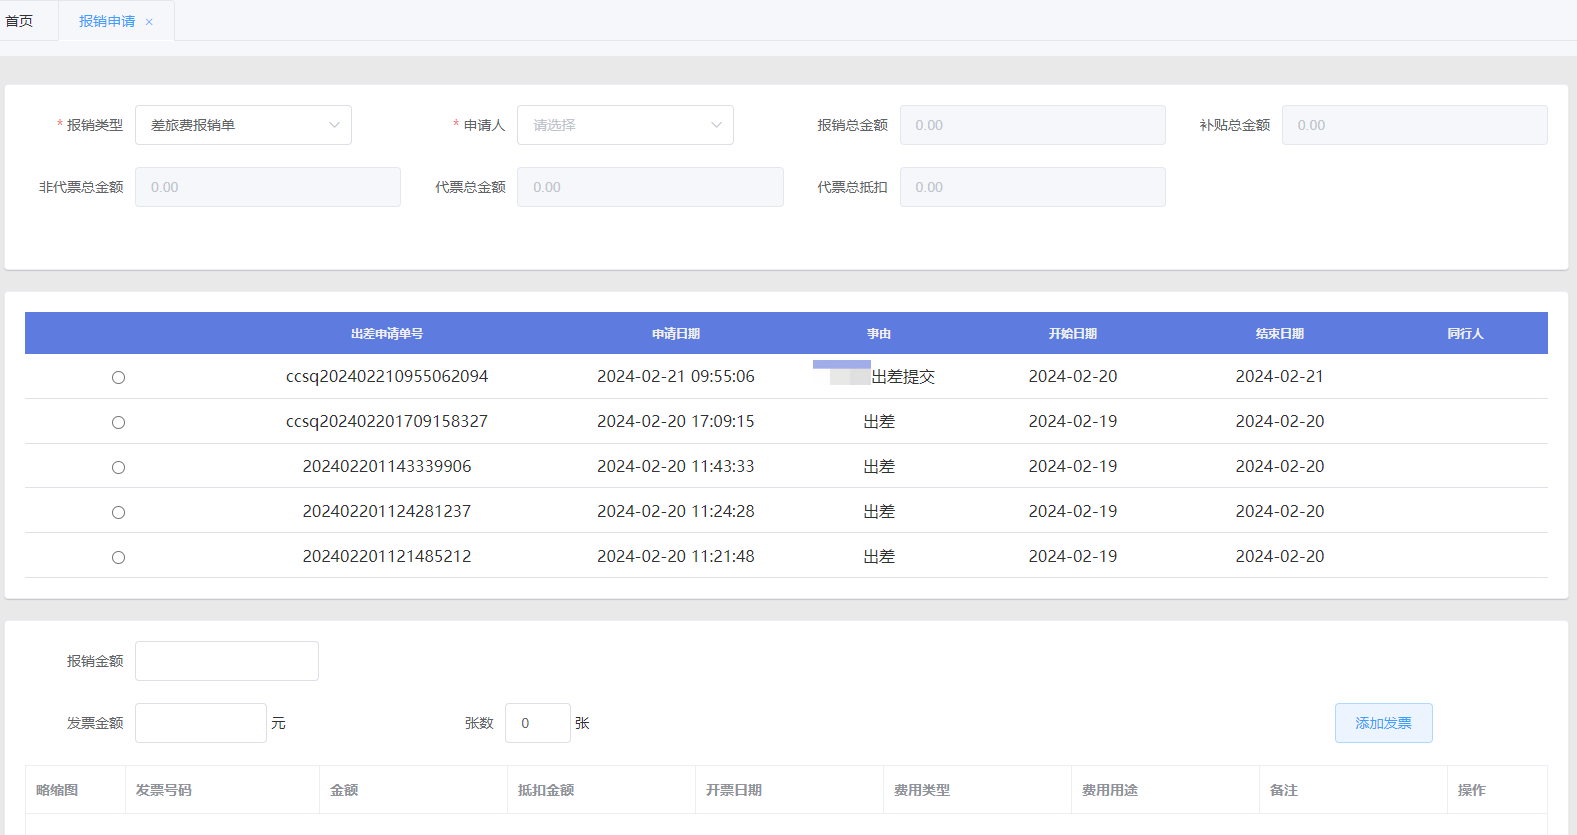 首页 报销申请 ×
* 报销类型 差旅费报销单 * 申请人 请选择 报销总金额 0.00 补贴总金额 0.00
非代票总金额 0.00 代票总金额 0.00 代票总抵扣 0.00
出差申请单号 申请日期 事由 开始日期 结束日期 同行人
ccsq202402210955062094 2024-02-21 09:55:06 出差提交 2024-02-20 2024-02-21
ccsq202402201709158327 2024-02-20 17:09:15 出差 2024-02-19 2024-02-20
202402201143339906 2024-02-20 11:43:33 出差 2024-02-19 2024-02-20
202402201124281237 2024-02-20 11:24:28 出差 2024-02-19 2024-02-20
202402201121485212 2024-02-20 11:21:48 出差 2024-02-19 2024-02-20
报销金额
发票金额 元 张数 0 张 添加发票
略缩图 发票号码 金额 抵扣金额 开票日期 费用类型 费用用途 备注 操作